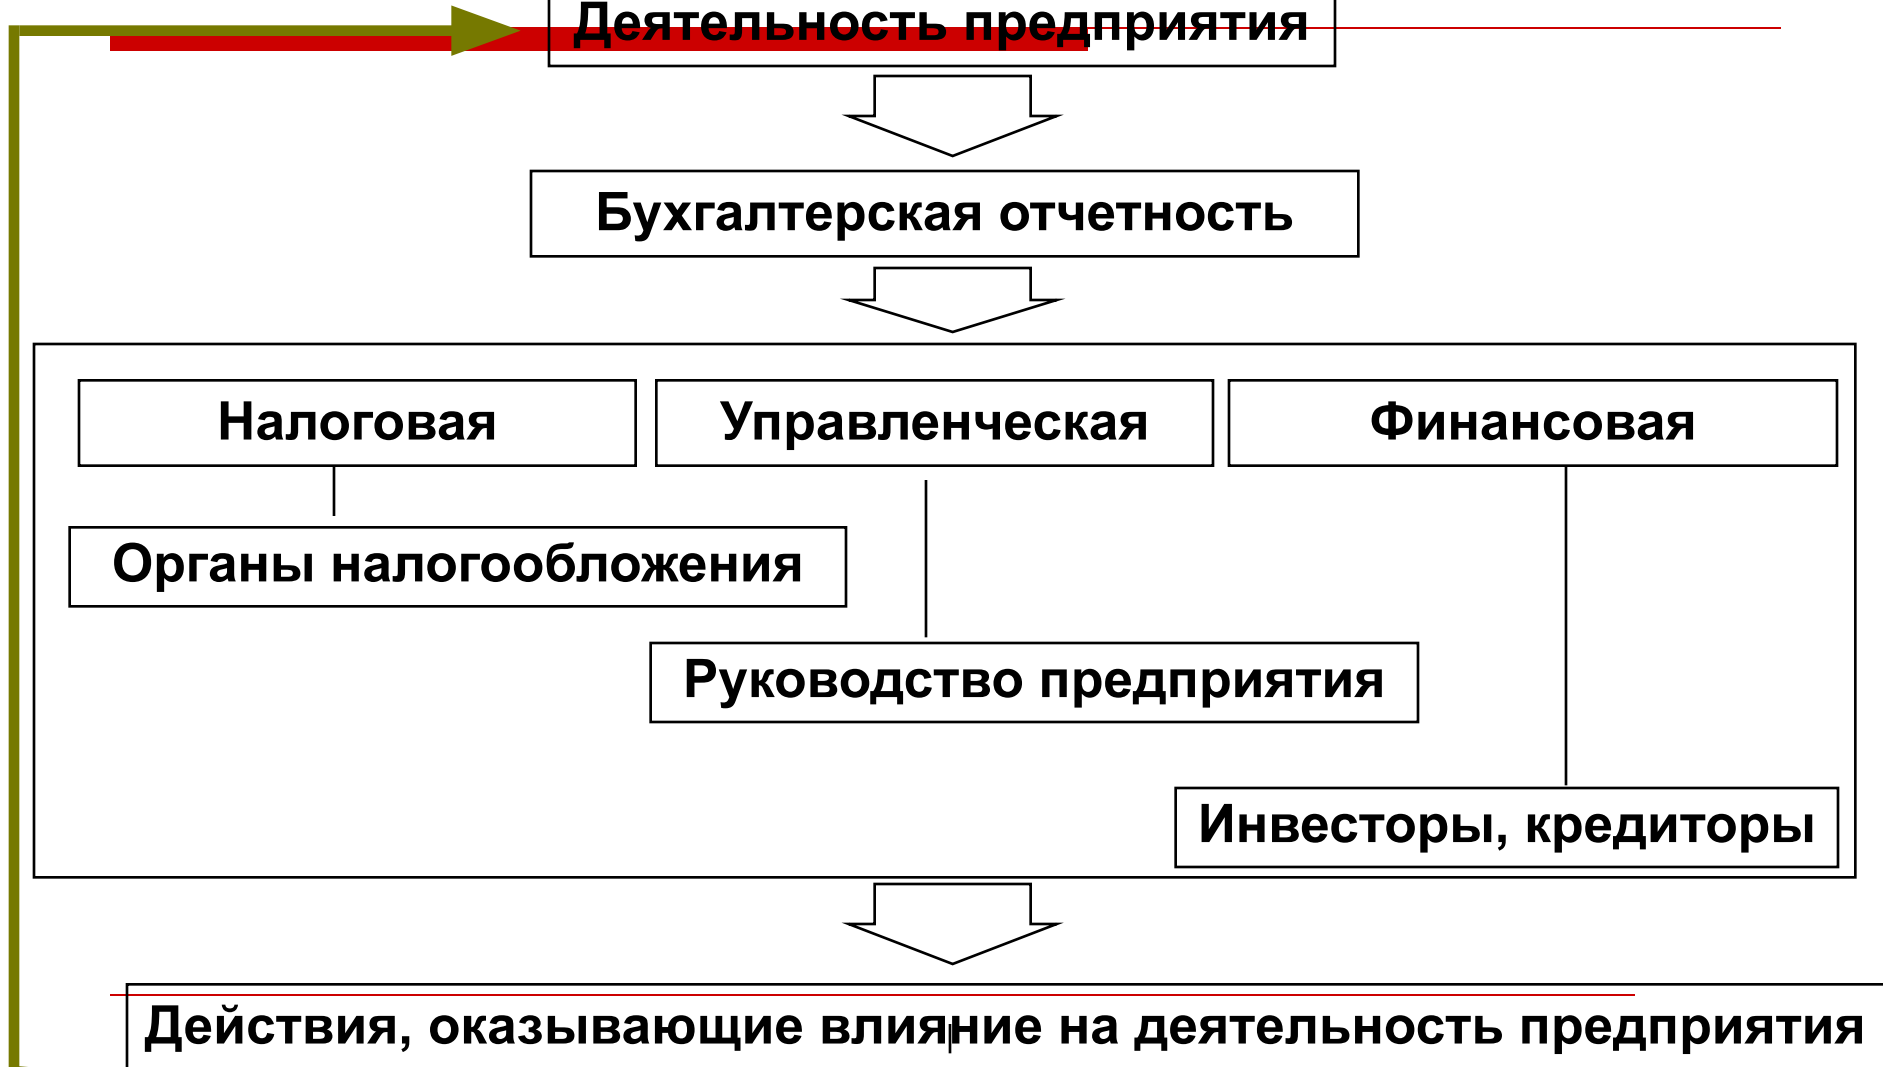 Деятельность предприятия
Бухгалтерская отчетность
Налоговая
Управленческая
Финансовая
Органы налогообложения
Руководство предприятия
Инвесторы, кредиторы
Действия, оказывающие влияние на деятельность предприятия